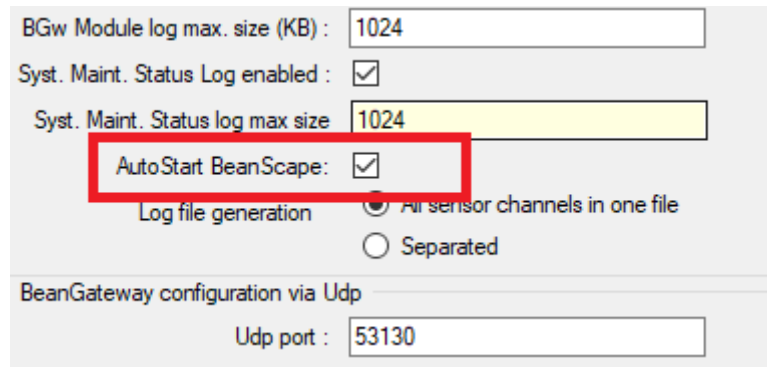 BGw Module log max. size (KB) : 1024
Syst. Maint. Status Log enabled :
Syst. Maint. Status log max size 1024
AutoStart BeanScape:
Log file generation All sensor channels in one file
Separated
BeanGateway configuration via Udp
Udp port : 53130